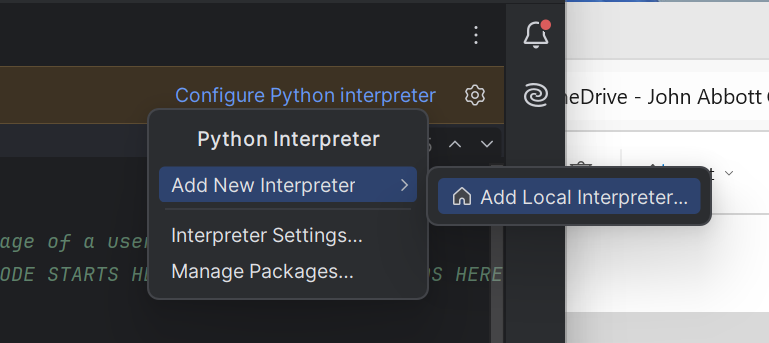 Configure Python interpreter
neDrive - John Abbott
Python Interpreter
Add New Interpreter
Add Local Interpreter...
age of a user
Interpreter Settings...
ODE STARTS HE
DS HERE
Manage Packages...